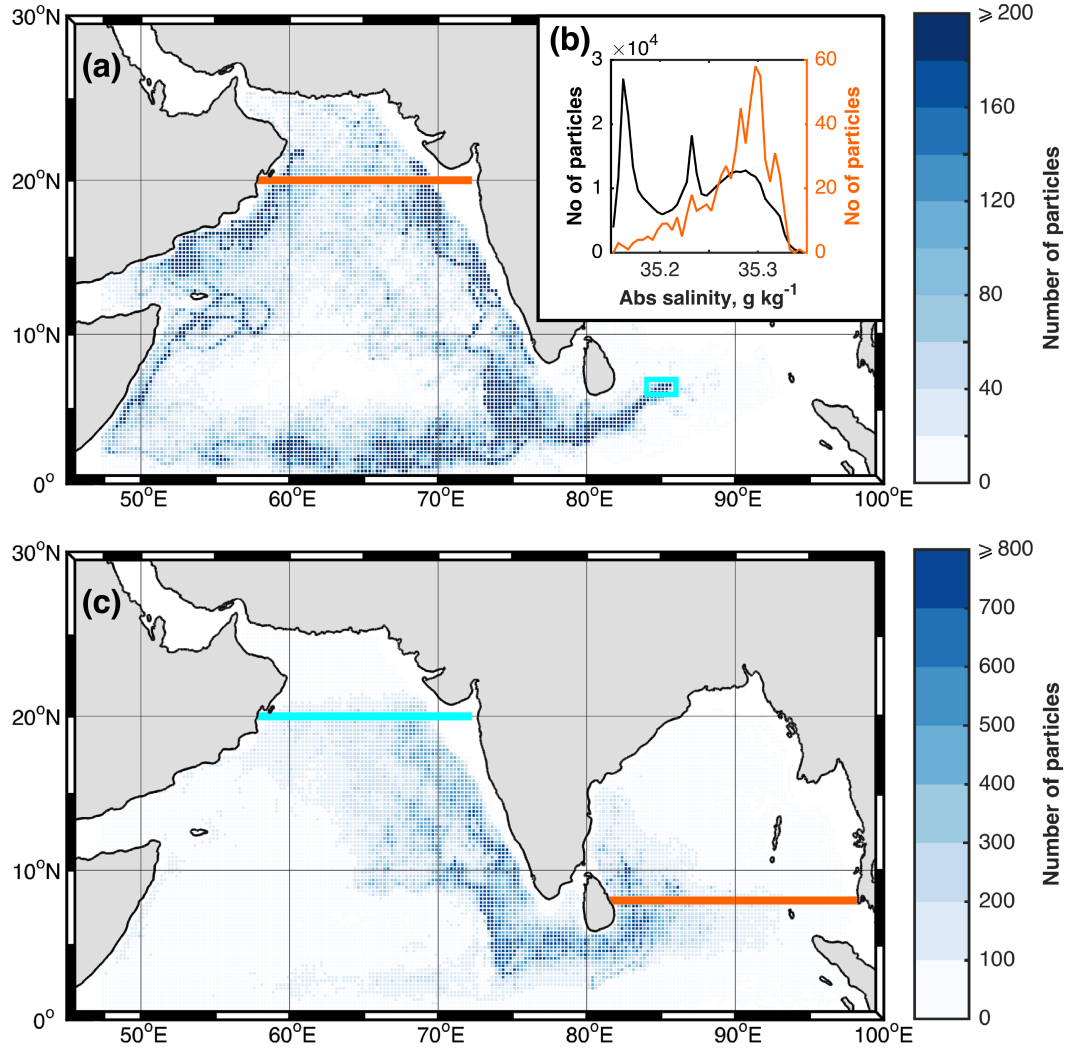 (a)
30°N
20°N
10°N
0°
50°E
60°E
70°E
80°E
90°E
100°E
(b)
×10⁴
3
2
1
0
No of particles
60
40
20
0
No of particles
35.2
35.3
Abs salinity, g kg⁻¹
⩾ 200
160
120
80
40
0
Number of particles
(c)
30°N
20°N
10°N
0°
50°E
60°E
70°E
80°E
90°E
100°E
⩾ 800
700
600
500
400
300
200
100
0
Number of particles